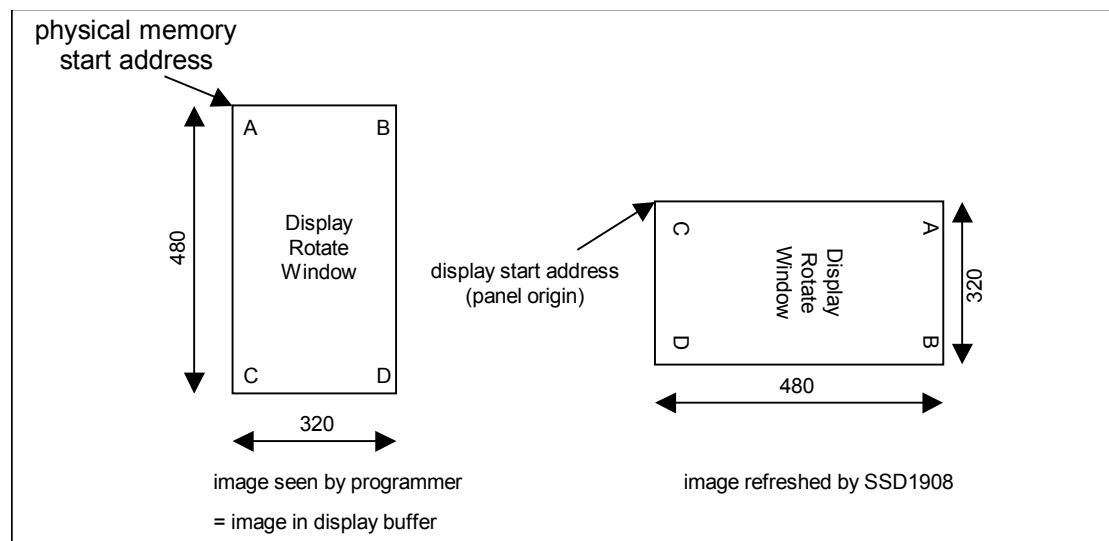 physical memory
start address
A
B
480
Display
Rotate
Window
C
D
320
image seen by programmer
= image in display buffer
display start address
(panel origin)
C
A
Display
Rotate
Window
320
D
B
480
image refreshed by SSD1908